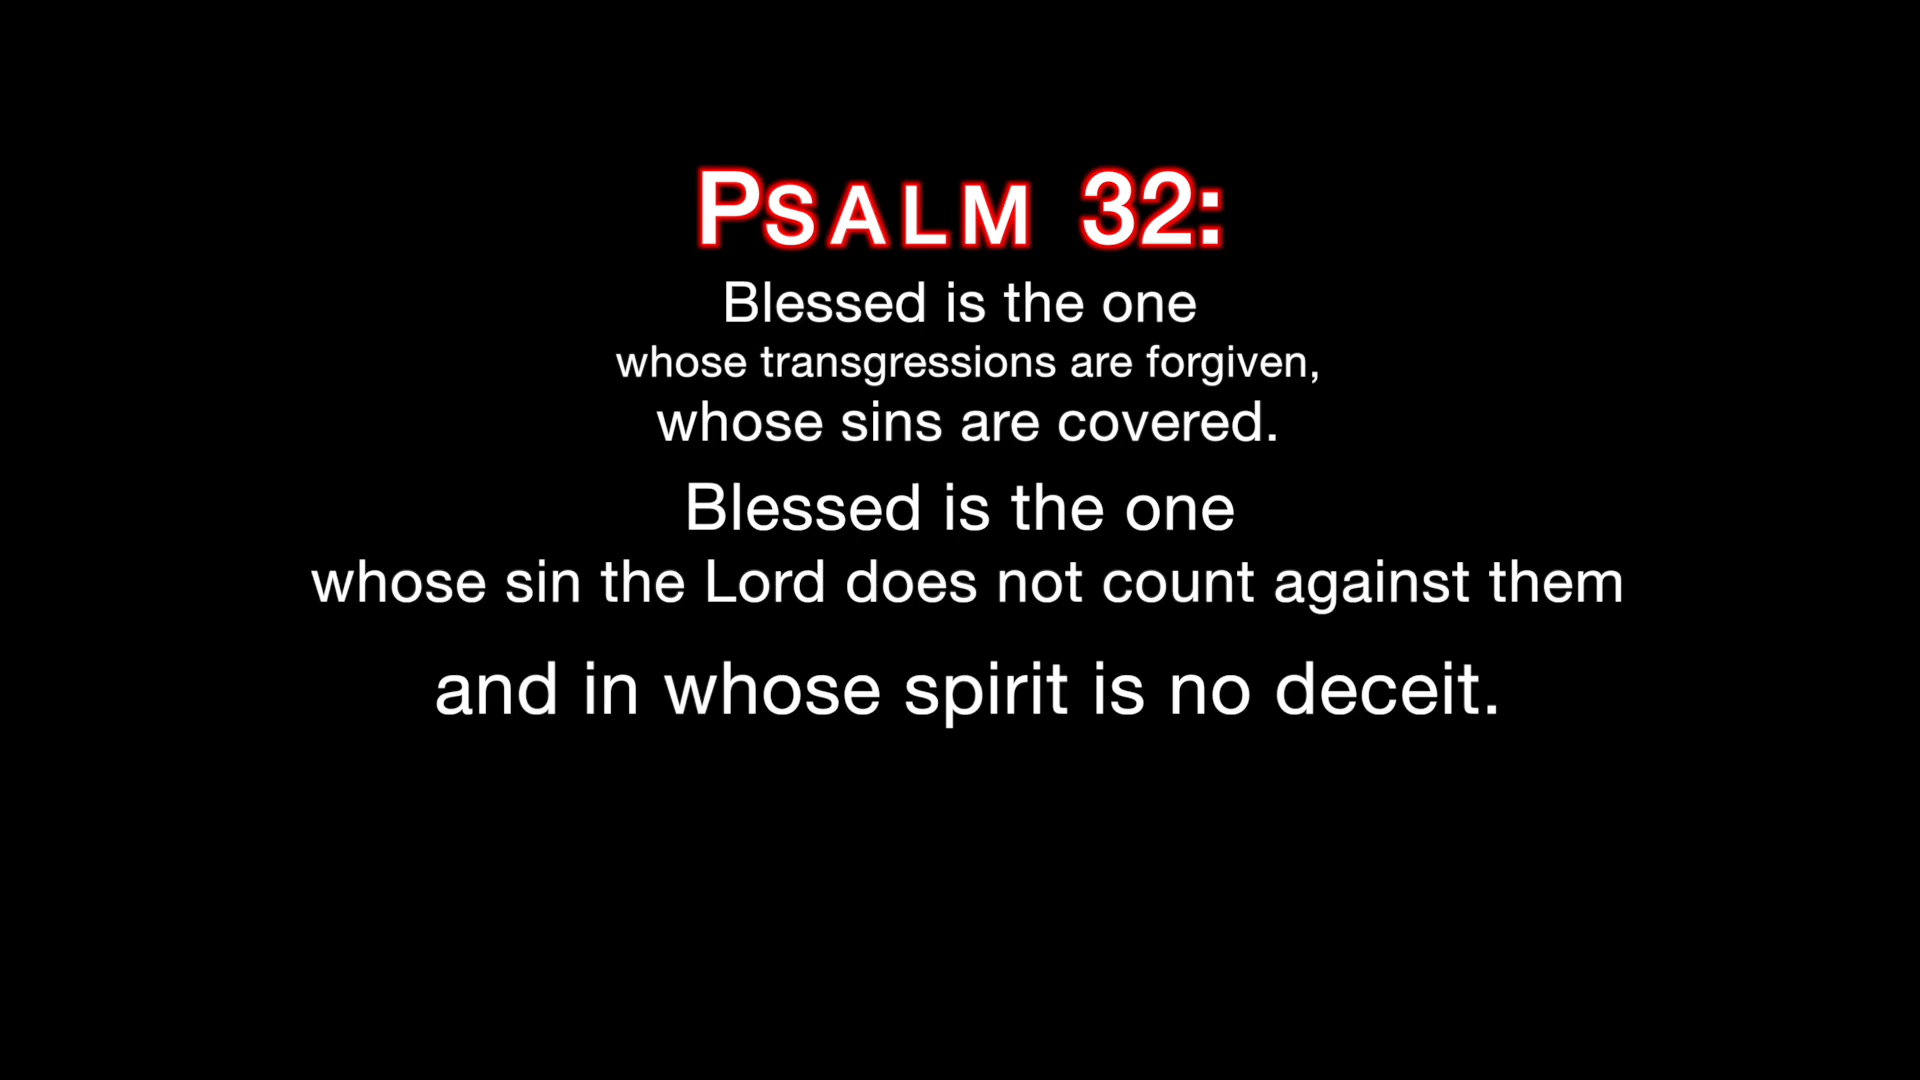 PSALM 32:
Blessed is the one
whose transgressions are forgiven,
whose sins are covered.
Blessed is the one
whose sin the Lord does not count against them
and in whose spirit is no deceit.